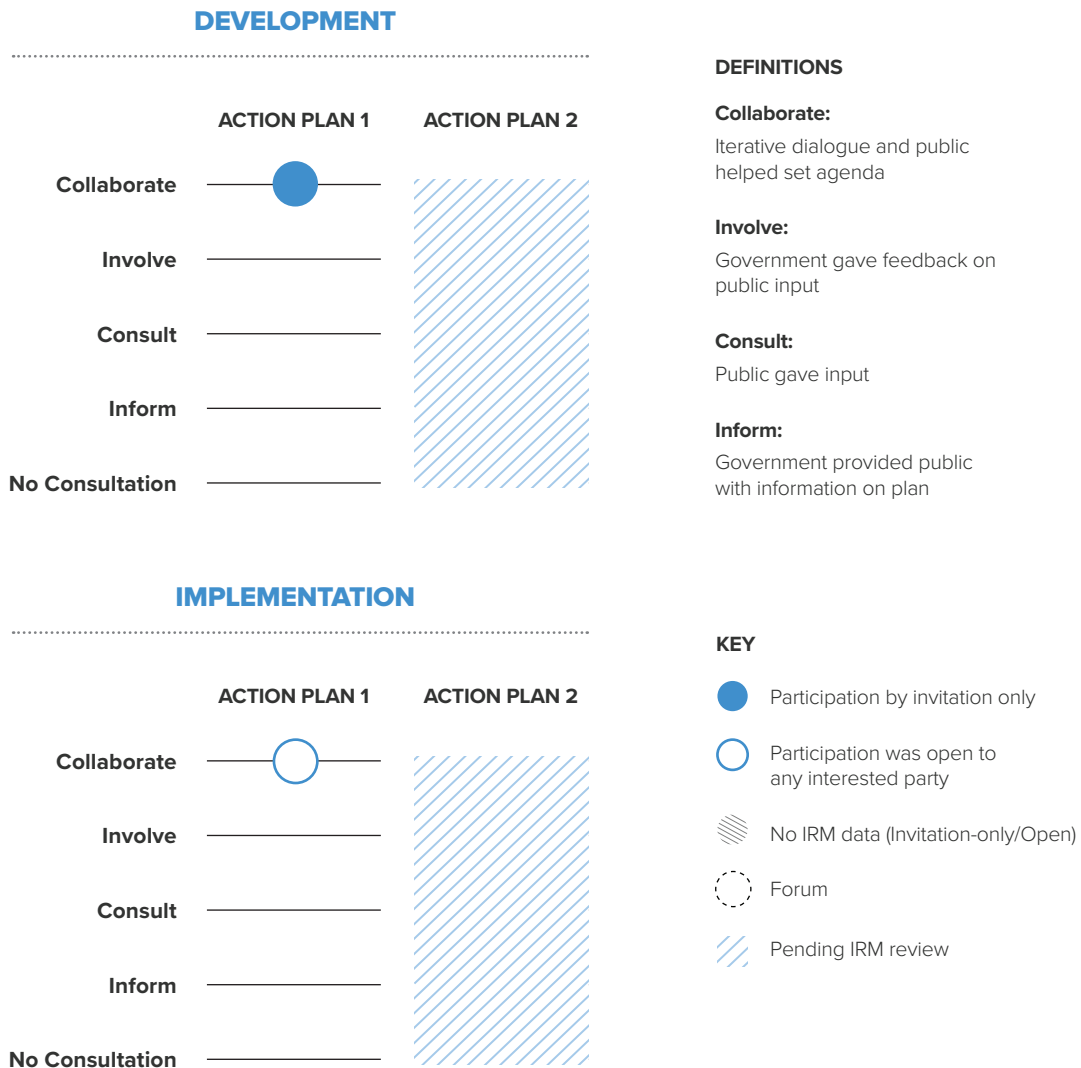 DEVELOPMENT
ACTION PLAN 1
ACTION PLAN 2
Collaborate
Involve
Consult
Inform
No Consultation
DEFINITIONS
Collaborate:
Iterative dialogue and public
helped set agenda
Involve:
Government gave feedback on
public input
Consult:
Public gave input
Inform:
Government provided public
with information on plan
IMPLEMENTATION
ACTION PLAN 1
ACTION PLAN 2
Collaborate
Involve
Consult
Inform
No Consultation
KEY
Participation by invitation only
Participation was open to
any interested party
No IRM data (Invitation-only/Open)
Forum
Pending IRM review